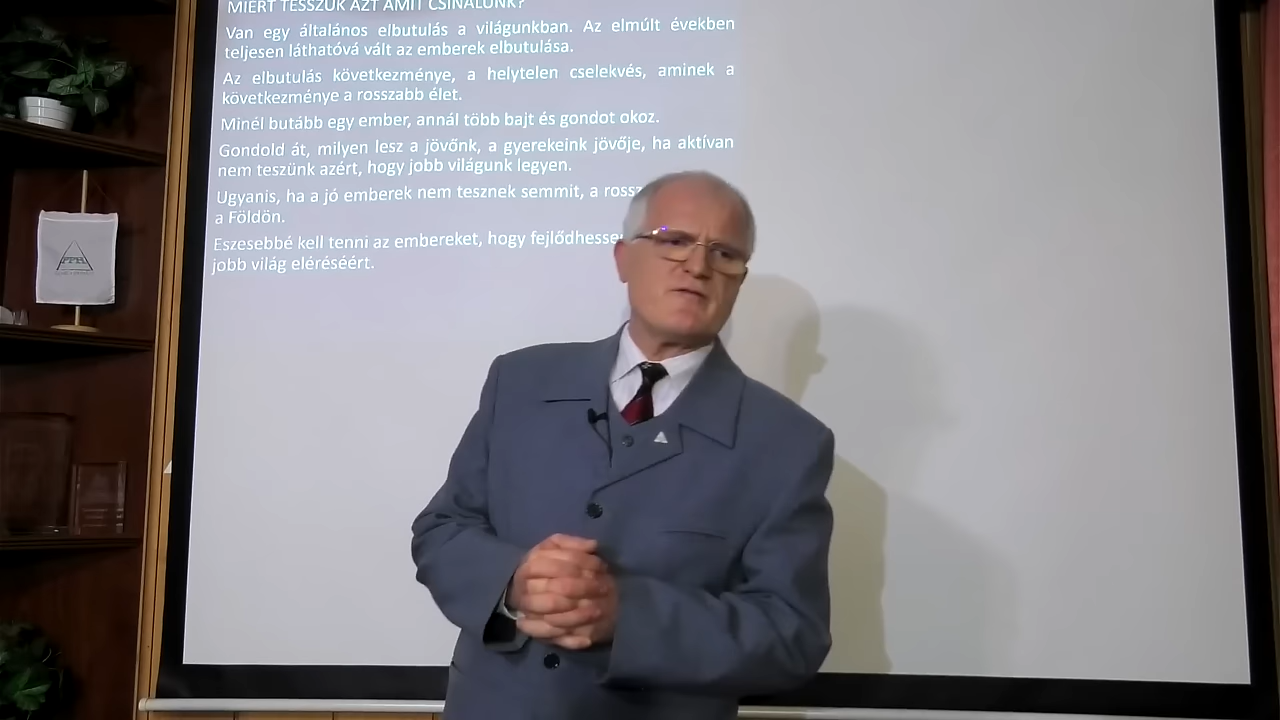 MIÉRT TESSZÜK AZT AMIT CSINÁLUNK?
Van egy általános elbutulás a világunkban. Az elmúlt években
teljesen láthatóvá vált az emberek elbutulása.
Az elbutulás következménye, a helytelen cselekvés, aminek a
következménye a rosszabb élet.
Minél butább egy ember, annál több bajt és gondot okoz.
Gondold át, milyen lesz a jövőnk, a gyerekeink jövője, ha aktívan
nem teszünk azért, hogy jobb világunk legyen.
Ugyanis, ha a jó emberek nem tesznek semmit, a rossz
a Földön.
Eszesebbé kell tenni az embereket, hogy
jobb világ eléréséért.
PPH